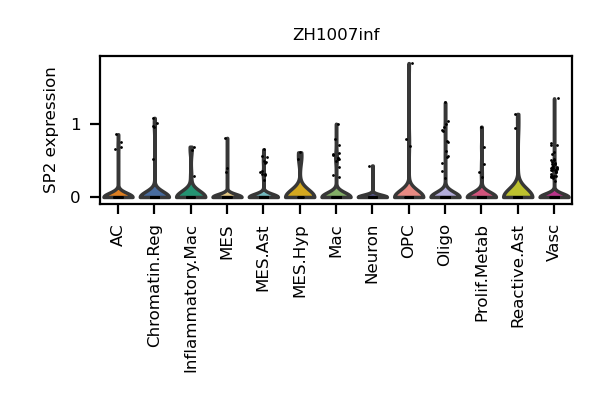 ZH1007inf
SP2 expression
1
0
AC
Chromatin.Reg
Inflammatory.Mac
MES
MES.Ast
MES.Hyp
Mac
Neuron
OPC
Oligo
Prolif.Metab
Reactive.Ast
Vasc